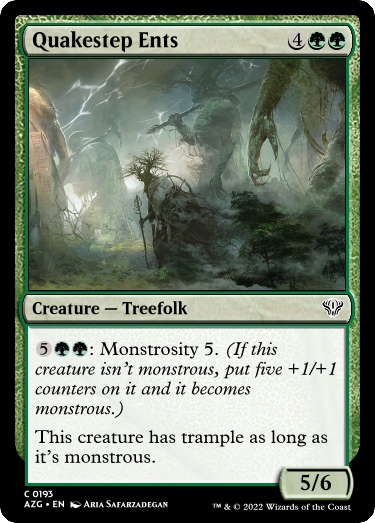 Quakestep Ents 4
Creature — Treefolk
5: Monstrosity 5. (If this
creature isn't monstrous, put five +1/+1
counters on it and it becomes
monstrous.)
This creature has trample as long as
it's monstrous.
5/6
C 0193
AZG • EN Aria Safarzadegan
™ & © 2022 Wizards of the Coast